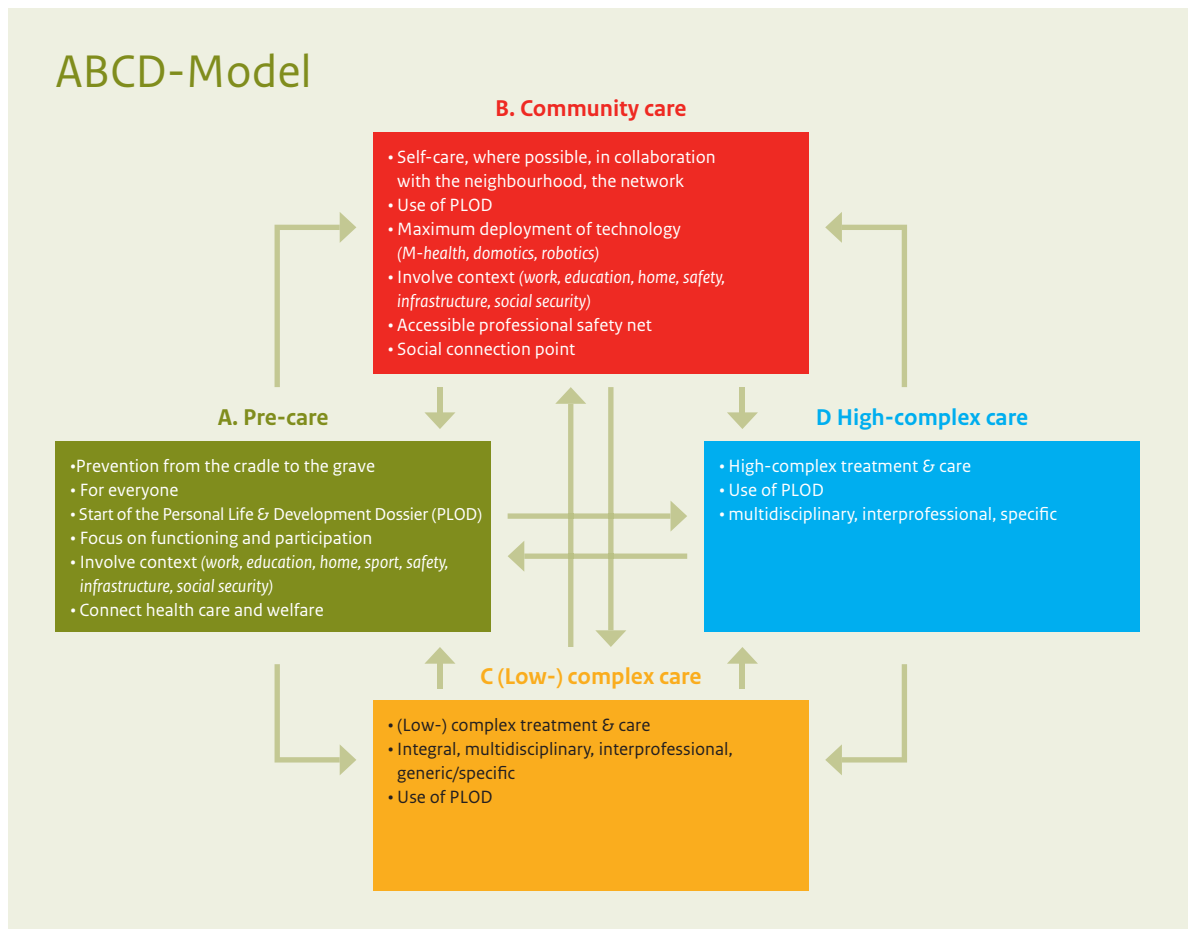 ABCD-Model
B. Community care
• Self-care, where possible, in collaboration
with the neighbourhood, the network
• Use of PLOD
• Maximum deployment of technology
(M-health, domotics, robotics)
• Involve context (work, education, home, safety,
infrastructure, social security)
• Accessible professional safety net
• Social connection point
A. Pre-care
•Prevention from the cradle to the grave
• For everyone
• Start of the Personal Life & Development Dossier (PLOD)
• Focus on functioning and participation
• Involve context (work, education, home, sport, safety,
infrastructure, social security)
• Connect health care and welfare
D High-complex care
• High-complex treatment & care
• Use of PLOD
• multidisciplinary, interprofessional, specific
C (Low-) complex care
• (Low-) complex treatment & care
• Integral, multidisciplinary, interprofessional,
generic/specific
• Use of PLOD